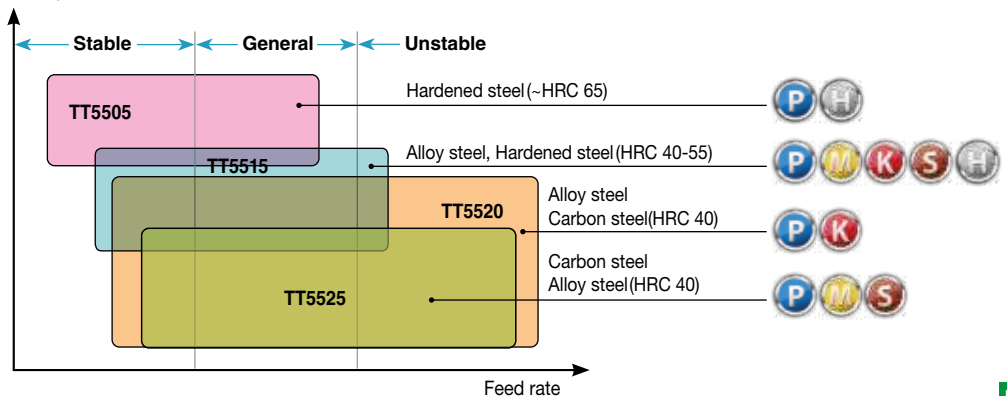 Stable General Unstable
TT5505
Hardened steel(~HRC 65)
P H
TT5515
Alloy steel, Hardened steel(HRC 40-55)
P M K S H
TT5520
Alloy steel
Carbon steel(HRC 40)
P K
TT5525
Carbon steel
Alloy steel(HRC 40)
P M S
Feed rate